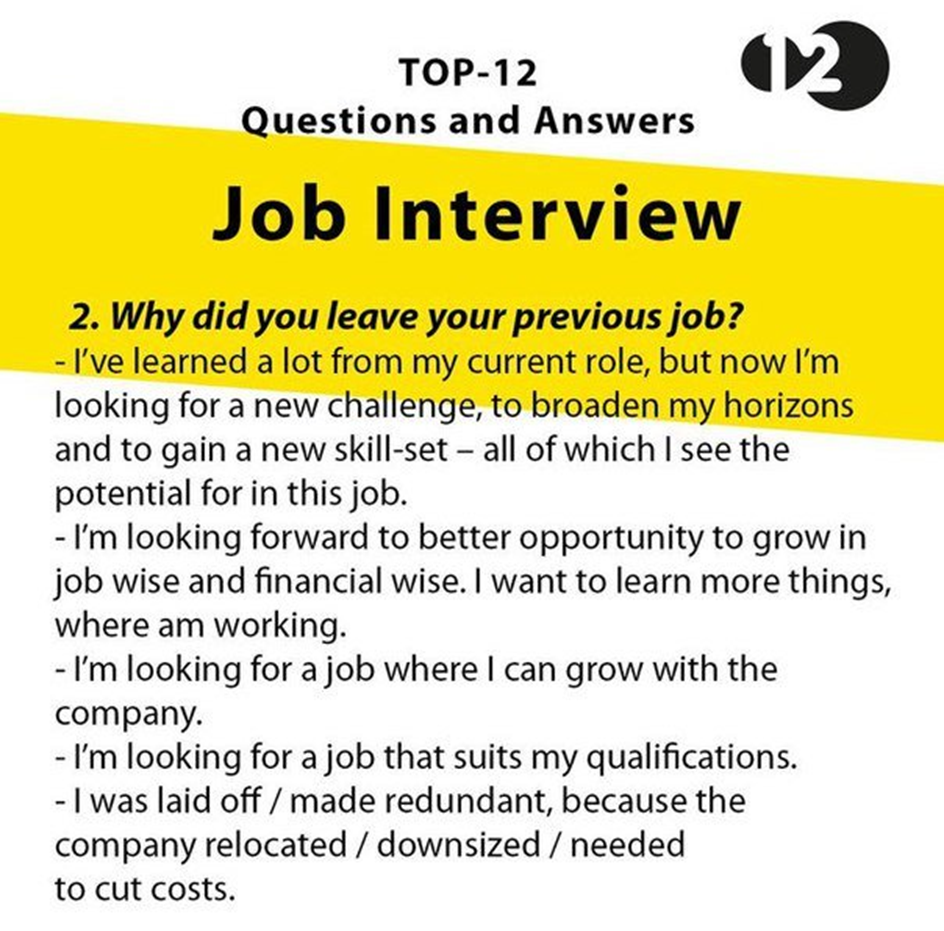 12
TOP-12
Questions and Answers
Job Interview
2. Why did you leave your previous job?
- I’ve learned a lot from my current role, but now I’m
looking for a new challenge, to broaden my horizons
and to gain a new skill-set – all of which I see the
potential for in this job.
- I’m looking forward to better opportunity to grow in
job wise and financial wise. I want to learn more things,
where am working.
- I’m looking for a job where I can grow with the
company.
- I’m looking for a job that suits my qualifications.
- I was laid off / made redundant, because the
company relocated / downsized / needed
to cut costs.